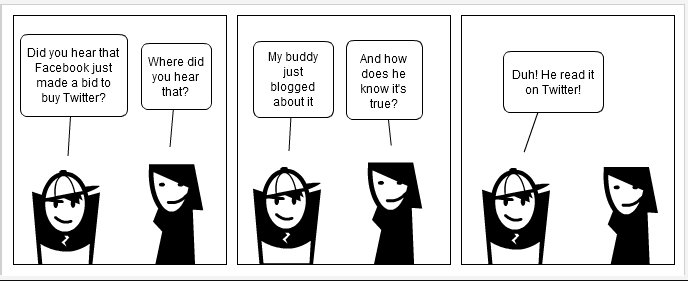 Did you hear that
Facebook just
made a bid to
buy Twitter?
Where did
you hear
that?
My buddy
just
blogged
about it
And how
does he
know it's
true?
Duh! He read it
on Twitter!